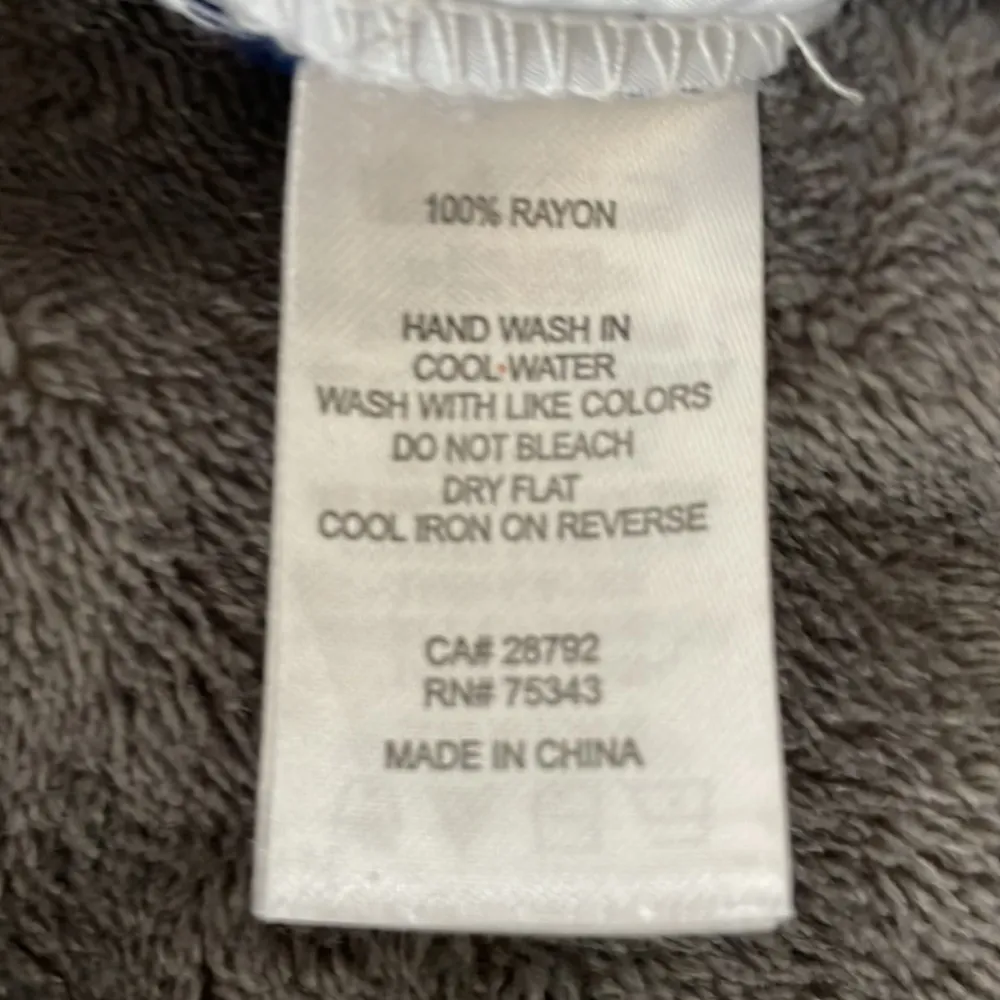 100% RAYON
HAND WASH IN
COOL WATER
WASH WITH LIKE COLORS
DO NOT BLEACH
DRY FLAT
COOL IRON ON REVERSE
CA# 28792
RN# 75343
MADE IN CHINA